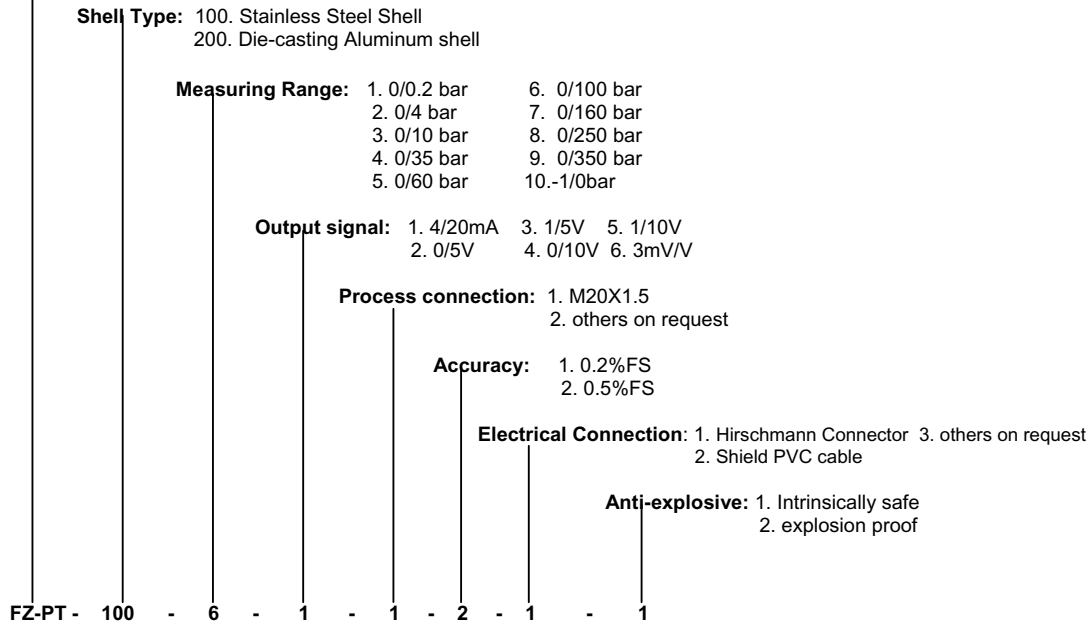 Shell Type: 100. Stainless Steel Shell
200. Die-casting Aluminum shell
Measuring Range: 1. 0/0.2 bar 6. 0/100 bar
2. 0/4 bar 7. 0/160 bar
3. 0/10 bar 8. 0/250 bar
4. 0/35 bar 9. 0/350 bar
5. 0/60 bar 10.-1/0bar
Output signal: 1. 4/20mA 3. 1/5V 5. 1/10V
2. 0/5V 4. 0/10V 6. 3mV/V
Process connection: 1. M20X1.5
2. others on request
Accuracy: 1. 0.2%FS
2. 0.5%FS
Electrical Connection: 1. Hirschmann Connector 3. others on request
2. Shield PVC cable
Anti-explosive: 1. Intrinsically safe
2. explosion proof
FZ-PT - 100 - 6 - 1 - 1 - 2 - 1 - 1